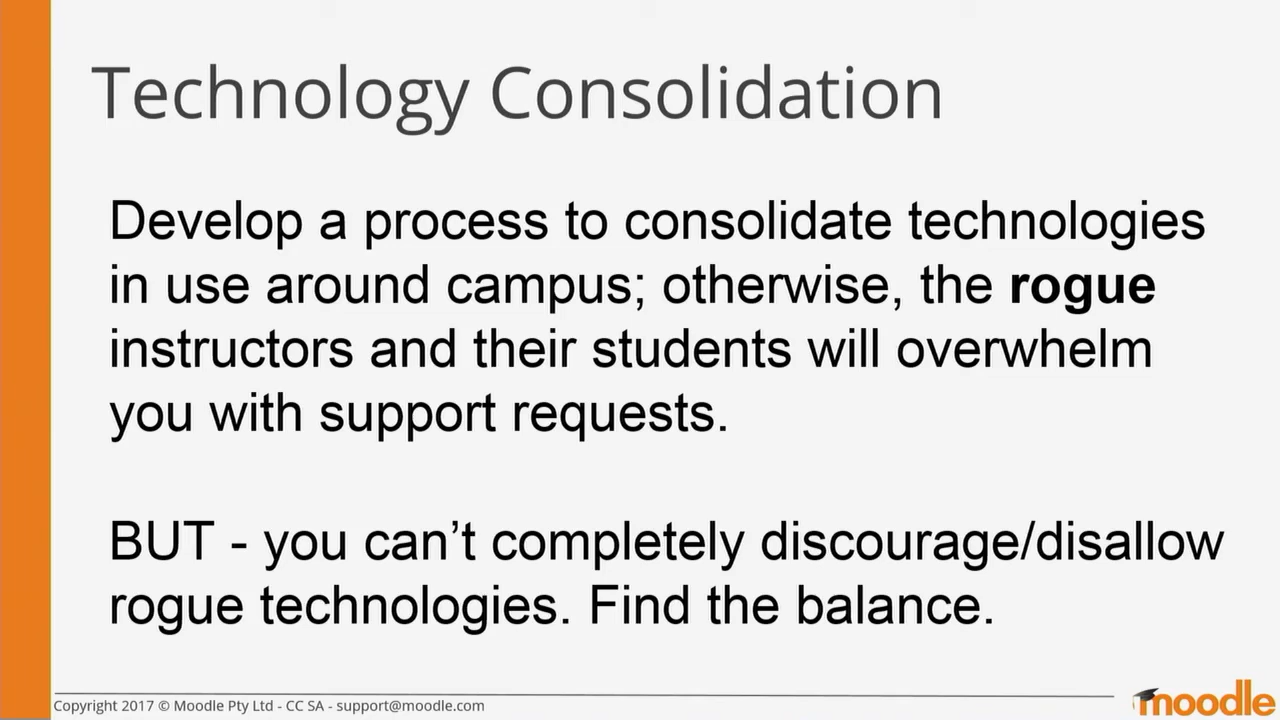 Technology Consolidation
Develop a process to consolidate technologies
in use around campus; otherwise, the rogue
instructors and their students will overwhelm
you with support requests.
BUT - you can’t completely discourage/disallow
rogue technologies. Find the balance.
Copyright 2017 © Moodle Pty Ltd - CC SA - support@moodle.com
moodle